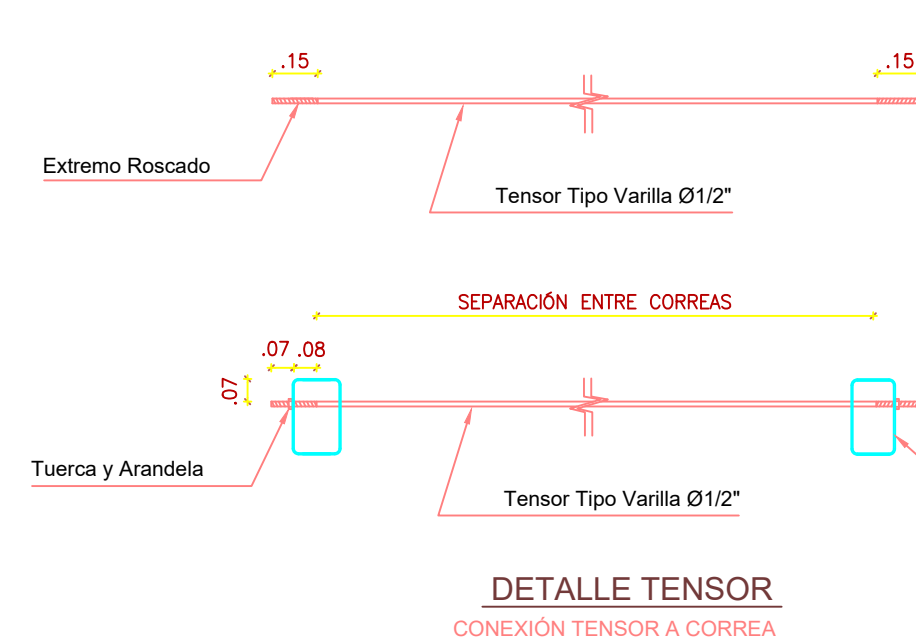 .15
.15
Extremo Roscado
Tensor Tipo Varilla Ø1/2"
SEPARACIÓN ENTRE CORREAS
.07 .08
.07
Tuerca y Arandela
Tensor Tipo Varilla Ø1/2"
DETALLE TENSOR
CONEXIÓN TENSOR A CORREA